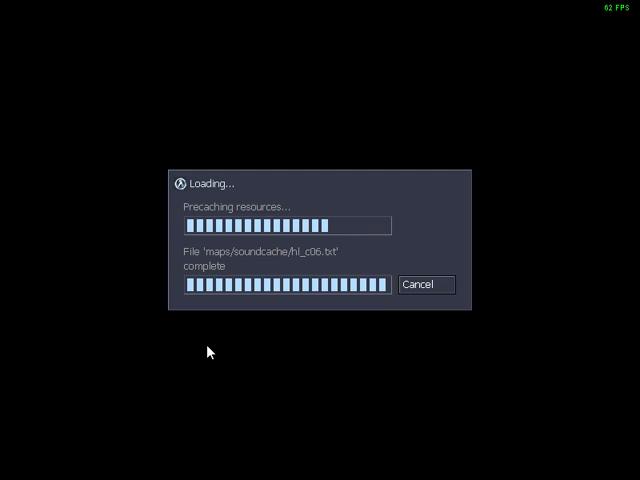 62 FPS
Loading...
Precaching resources...
File 'maps/soundcache/hl_c06.txt'
complete
Cancel